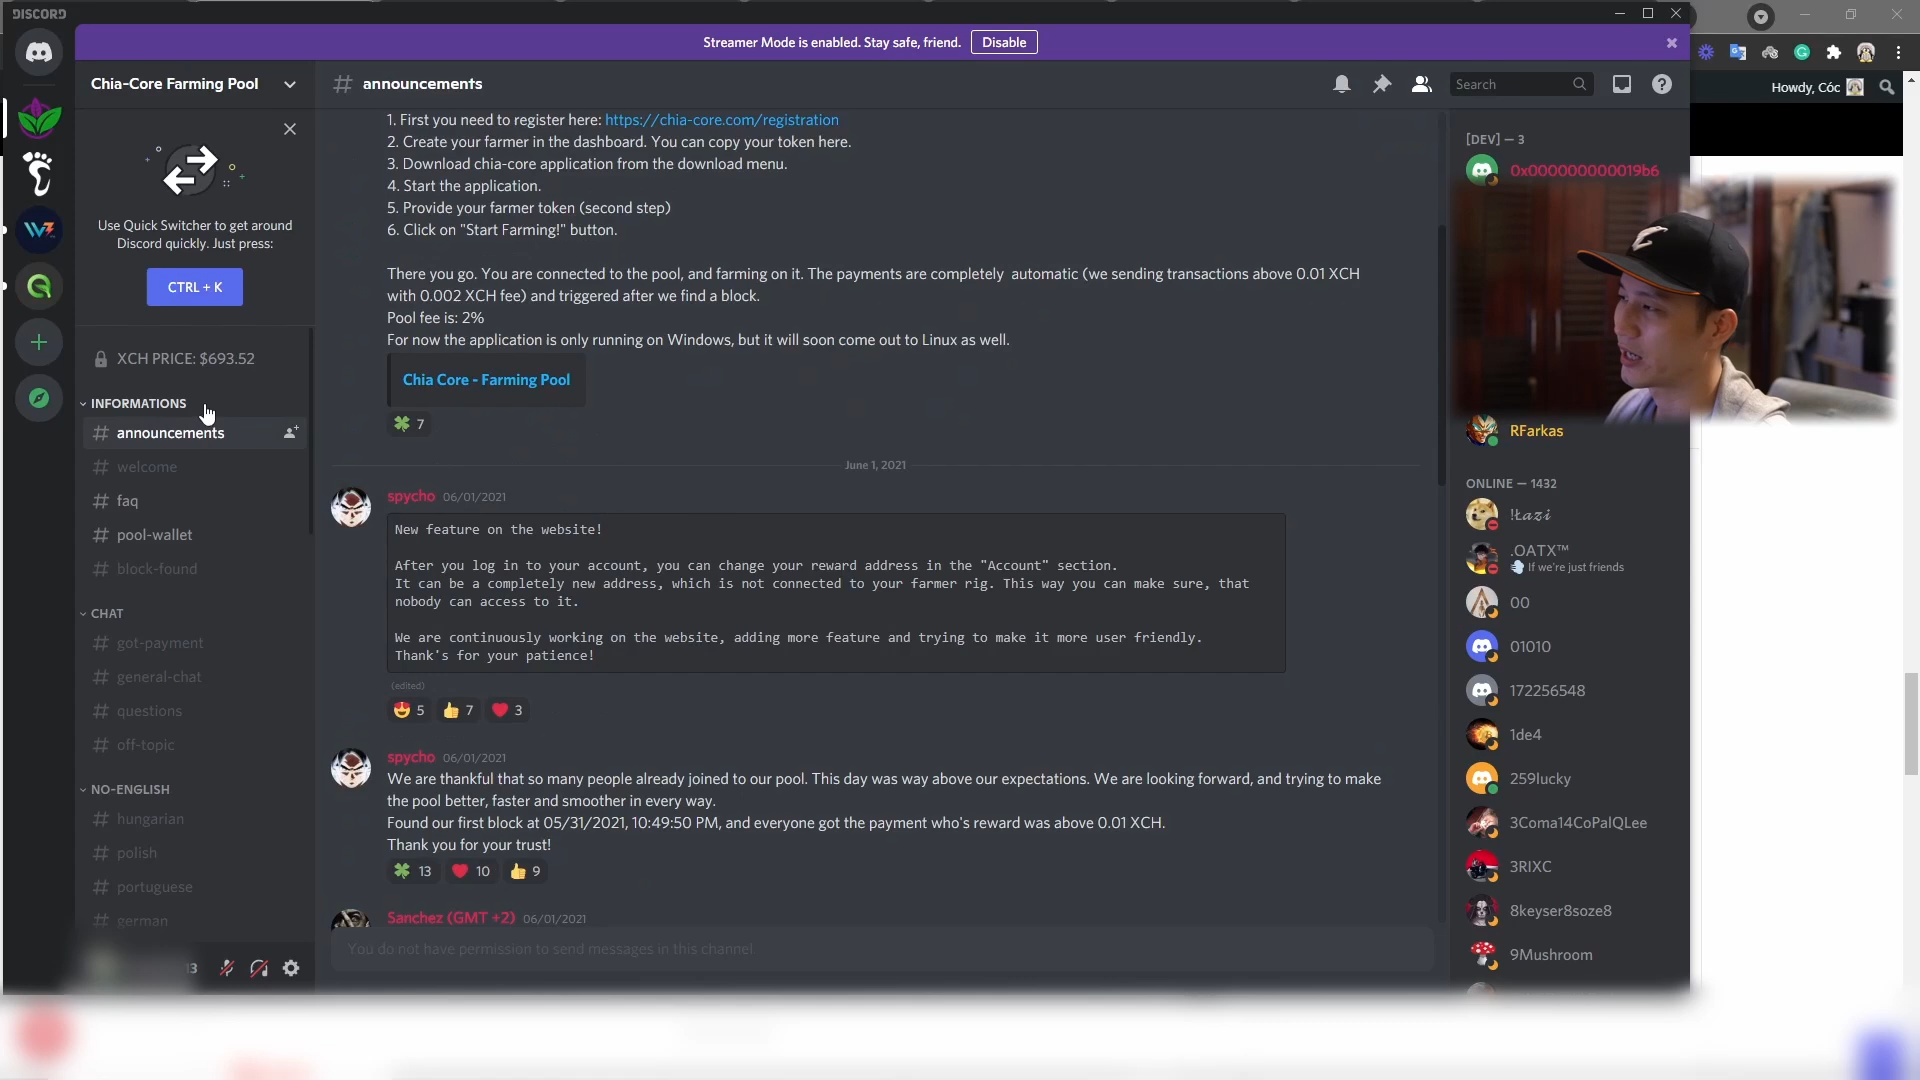 DISCORD
Streamer Mode is enabled. Stay safe, friend.
Disable
Chia-Core Farming Pool
# announcements
Search
Howdy, Cóc
Use Quick Switcher to get around
Discord quickly. Just press:
CTRL + K
XCH PRICE: $693.52
INFORMATIONS
# announcements
# welcome
# faq
# pool-wallet
# block-found
CHAT
# got-payment
# general-chat
# questions
# off-topic
NO-ENGLISH
# hungarian
# polish
# portuguese
# german
1. First you need to register here: https://chia-core.com/registration
2. Create your farmer in the dashboard. You can copy your token here.
3. Download chia-core application from the download menu.
4. Start the application.
5. Provide your farmer token (second step)
6. Click on "Start Farming!" button.
There you go. You are connected to the pool, and farming on it. The payments are completely automatic (we sending transactions above 0.01 XCH
with 0.002 XCH fee) and triggered after we find a block.
Pool fee is: 2%
For now the application is only running on Windows, but it will soon come out to Linux as well.
Chia Core - Farming Pool
7
June 1, 2021
spycho 06/01/2021
New feature on the website!
After you log in to your account, you can change your reward address in the "Account" section.
It can be a completely new address, which is not connected to your farmer rig. This way you can make sure, that
nobody can access to it.
We are continuously working on the website, adding more feature and trying to make it more user friendly.
Thank's for your patience!
(edited)
5 7 3
spycho 06/01/2021
We are thankful that so many people already joined to our pool. This day was way above our expectations. We are looking forward, and trying to make
the pool better, faster and smoother in every way.
Found our first block at 05/31/2021, 10:49:50 PM, and everyone got the payment who's reward was above 0.01 XCH.
Thank you for your trust!
13 10 9
Sanchez (GMT +2) 06/01/2021
You do not have permission to send messages in this channel
[DEV] — 3
0x000000000019b6
RFarkas
ONLINE — 1432
!Łazi
.OATX™
If we're just friends
00
01010
172256548
1de4
259lucky
3Coma14CoPalQLee
3RIXC
8keyser8soze8
9Mushroom